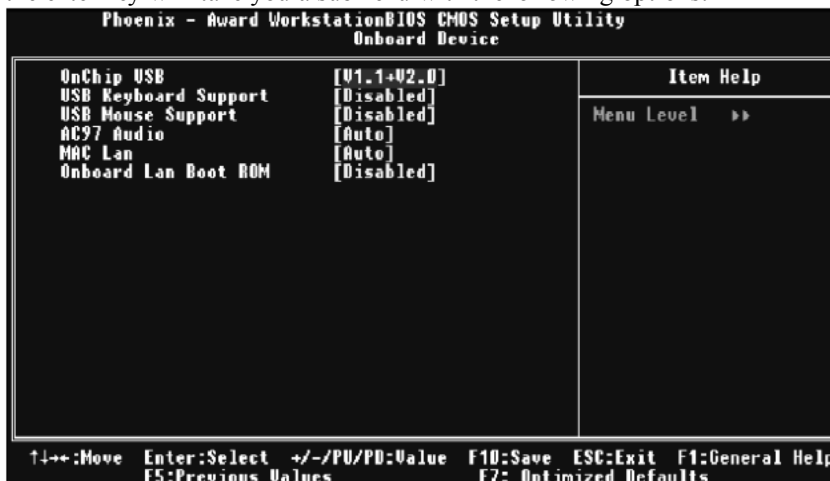 Phoenix - Award WorkstationBIOS CMOS Setup Utility
Onboard Device
OnChip USB [V1.1+V2.0]
USB Keyboard Support [Disabled]
USB Mouse Support [Disabled]
AC97 Audio [Auto]
MAC Lan [Auto]
Onboard Lan Boot ROM [Disabled]
Item Help
Menu Level ▸▸
↑↓→←:Move Enter:Select +/-/PU/PD:Value F10:Save ESC:Exit F1:General Help
F5:Previous Values F7: Optimized Defaults